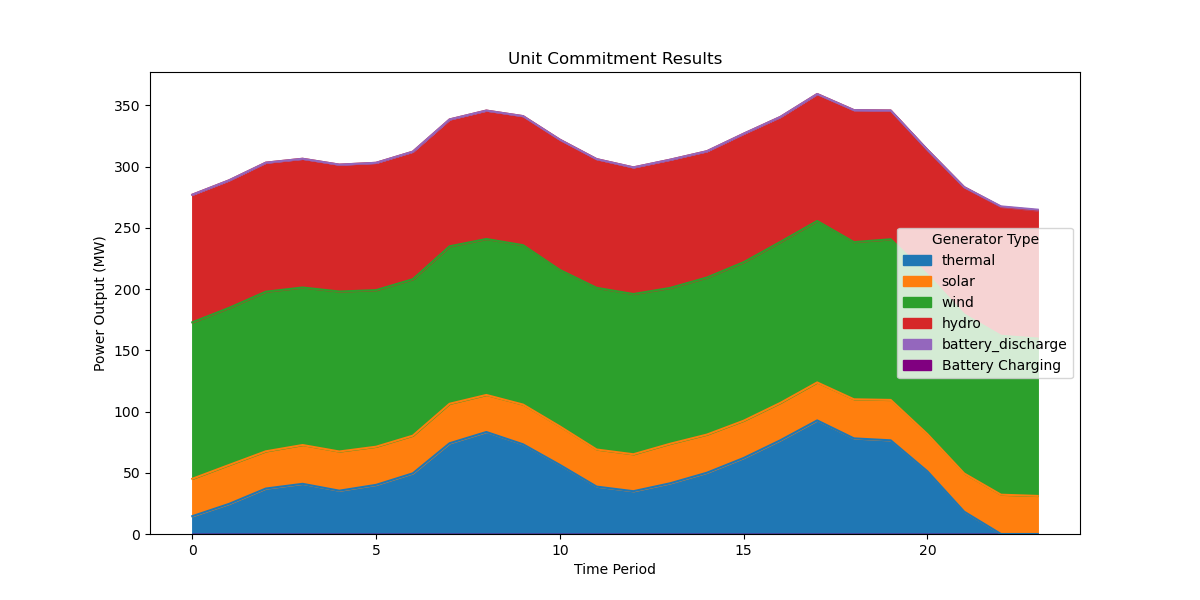 Unit Commitment Results
Power Output (MW)
350
300
250
200
150
100
50
0
0 5 10 15 20
Time Period
Generator Type
thermal
solar
wind
hydro
battery_discharge
Battery Charging